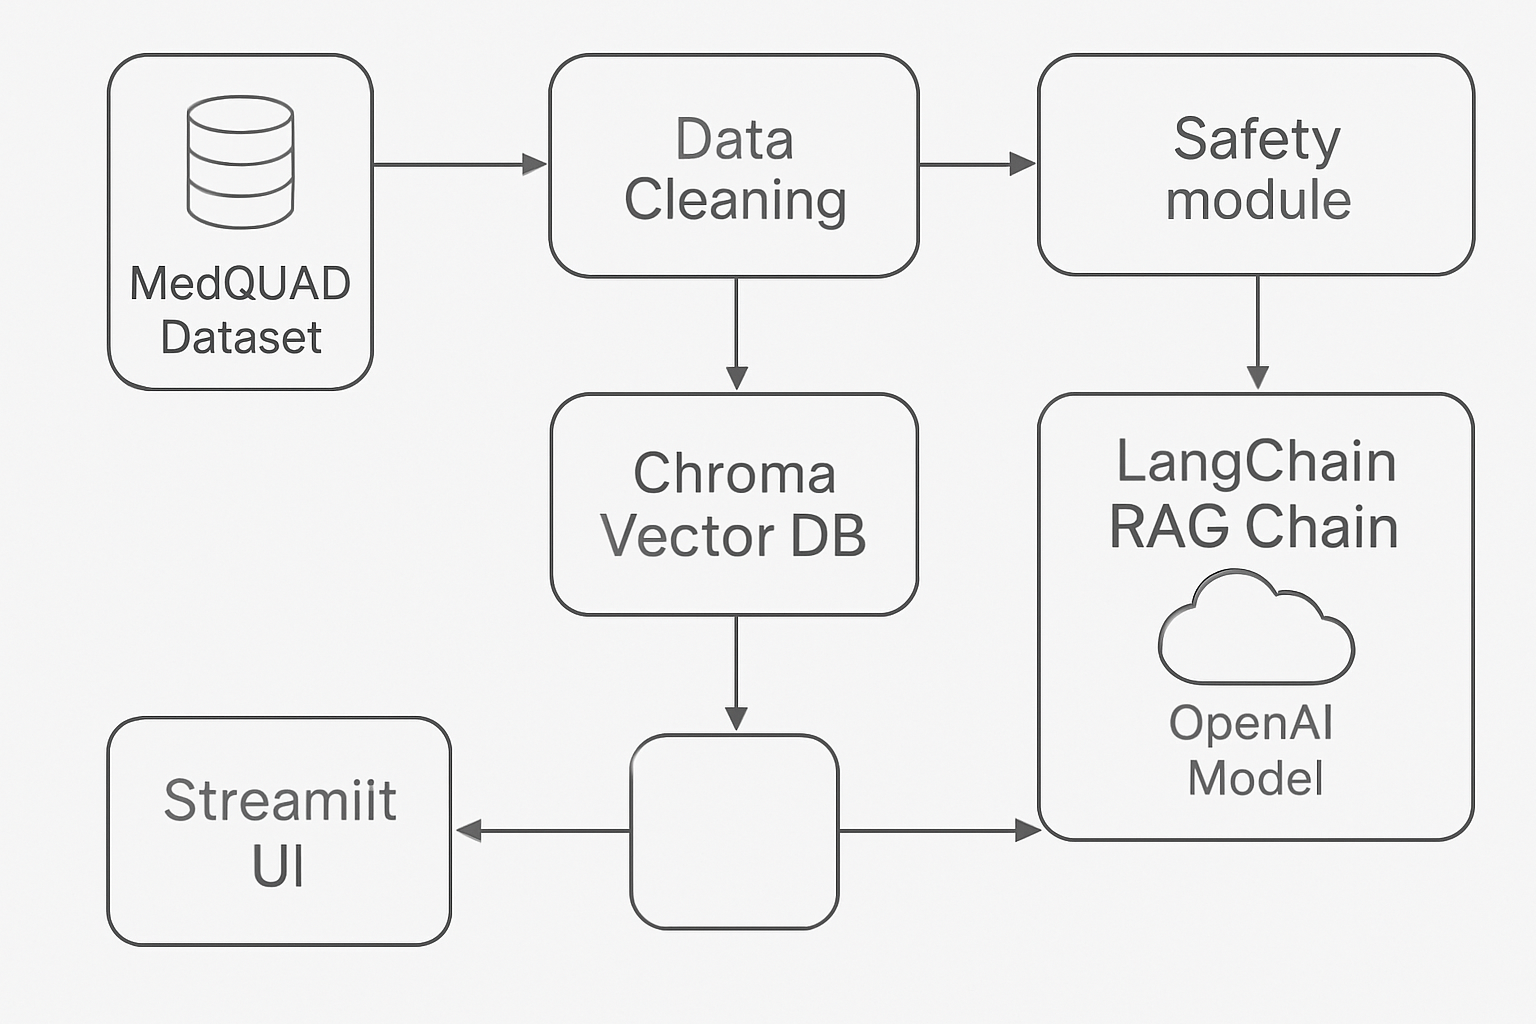 MedQUAD
Dataset
Data
Cleaning
Safety
module
Chroma
Vector DB
LangChain
RAG Chain
OpenAI
Model
Streamiit
UI